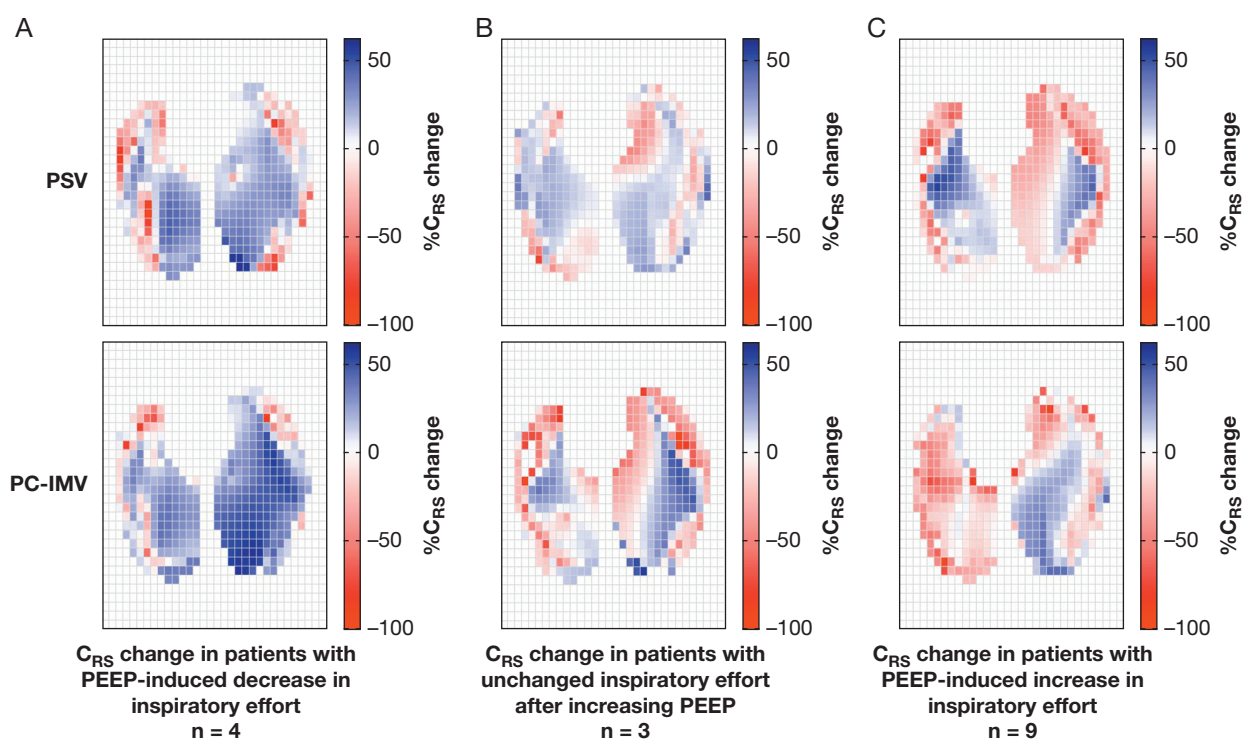 A
B
C
PSV
50
0
–50
–100
%CRS change
50
0
–50
–100
%CRS change
50
0
–50
–100
%CRS change
PC-IMV
50
0
–50
–100
%CRS change
50
0
–50
–100
%CRS change
50
0
–50
–100
%CRS change
CRS change in patients with
PEEP-induced decrease in
inspiratory effort
n = 4
CRS change in patients with
unchanged inspiratory effort
after increasing PEEP
n = 3
CRS change in patients with
PEEP-induced increase in
inspiratory effort
n = 9